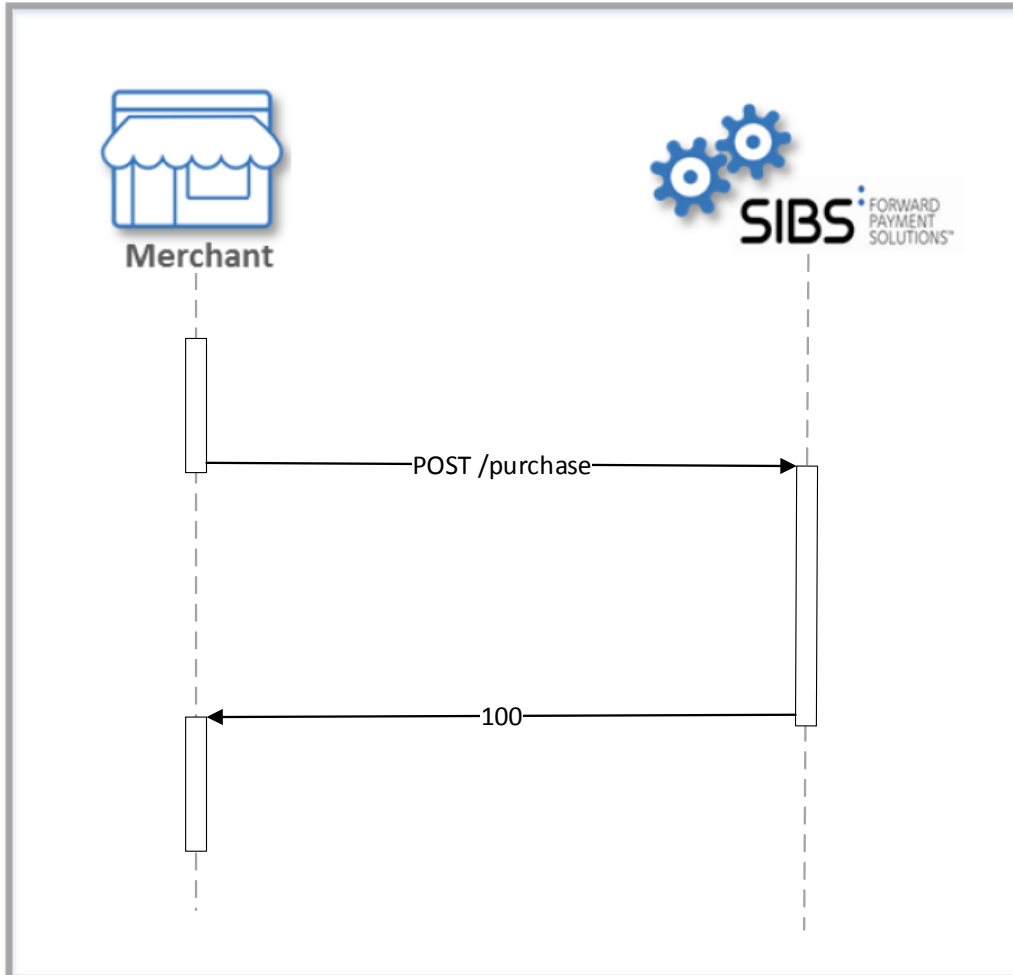 Merchant
SIBS
FORWARD
PAYMENT
SOLUTIONS™
POST /purchase
100